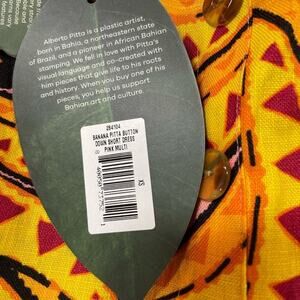 Alberto Pitta is a plastic artist,
born in Bahia, a northeastern state
of Brazil, and a pioneer in African Bahian
stamping. We fell in love with Pitta's
visual language and co-created with
him pieces that give life to his roots
and history. When you buy one of his
pieces, you help us support
Bahian art and culture.
284104
BANANA PITTA BUTTON
DOWN SHORT DRESS
PINK MULTI
XS